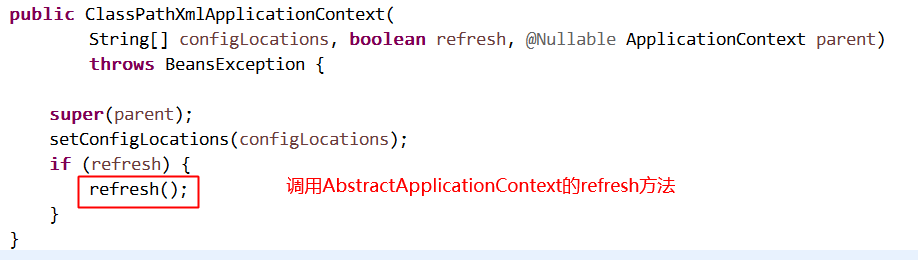 public ClassPathXmlApplicationContext(
String[] configLocations, boolean refresh, @Nullable ApplicationContext parent)
throws BeansException {
super(parent);
setConfigLocations(configLocations);
if (refresh) {
refresh(); 调用AbstractApplicationContext的refresh方法
}
}